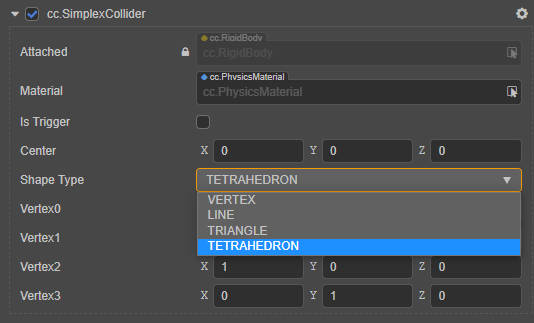 cc.SimplexCollider
Attached cc.RigidBody
cc.RigidBody
Material cc.PhysicsMaterial
cc.PhysicsMaterial
Is Trigger
Center X 0 Y 0 Z 0
Shape Type TETRAHEDRON
VERTEX
Vertex0 LINE
TRIANGLE
Vertex1 TETRAHEDRON
Vertex2 X 1 Y 0 Z 0
Vertex3 X 0 Y 1 Z 0